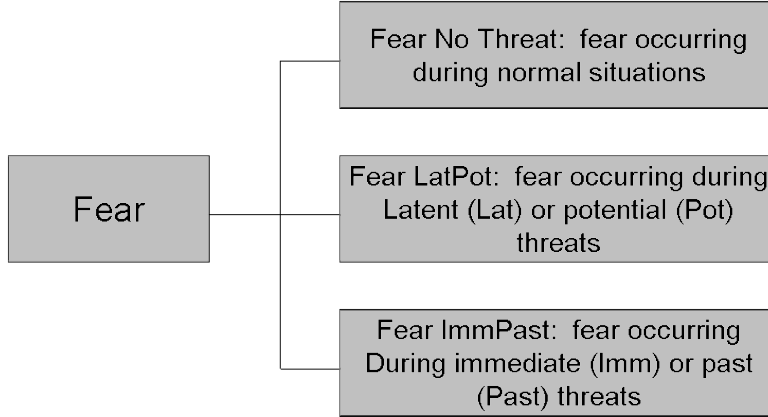 Fear No Threat: fear occurring
during normal situations
Fear
Fear LatPot: fear occurring during
Latent (Lat) or potential (Pot)
threats
Fear ImmPast: fear occurring
During immediate (Imm) or past
(Past) threats